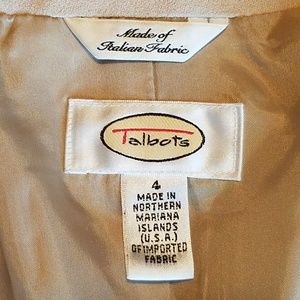 Made of
Italian Fabric
Talbots
4
MADE IN
NORTHERN
MARIANA
ISLANDS
(U.S.A.)
OF IMPORTED
FABRIC